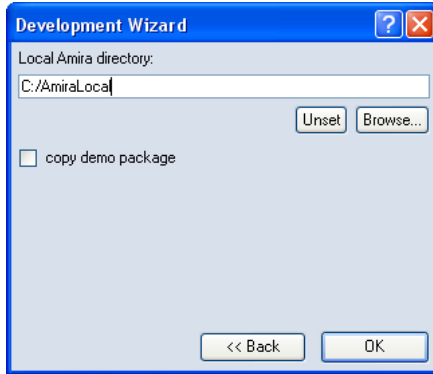 Development Wizard
Local Amira directory:
C:/AmiraLocal
Unset Browse...
copy demo package
<< Back OK